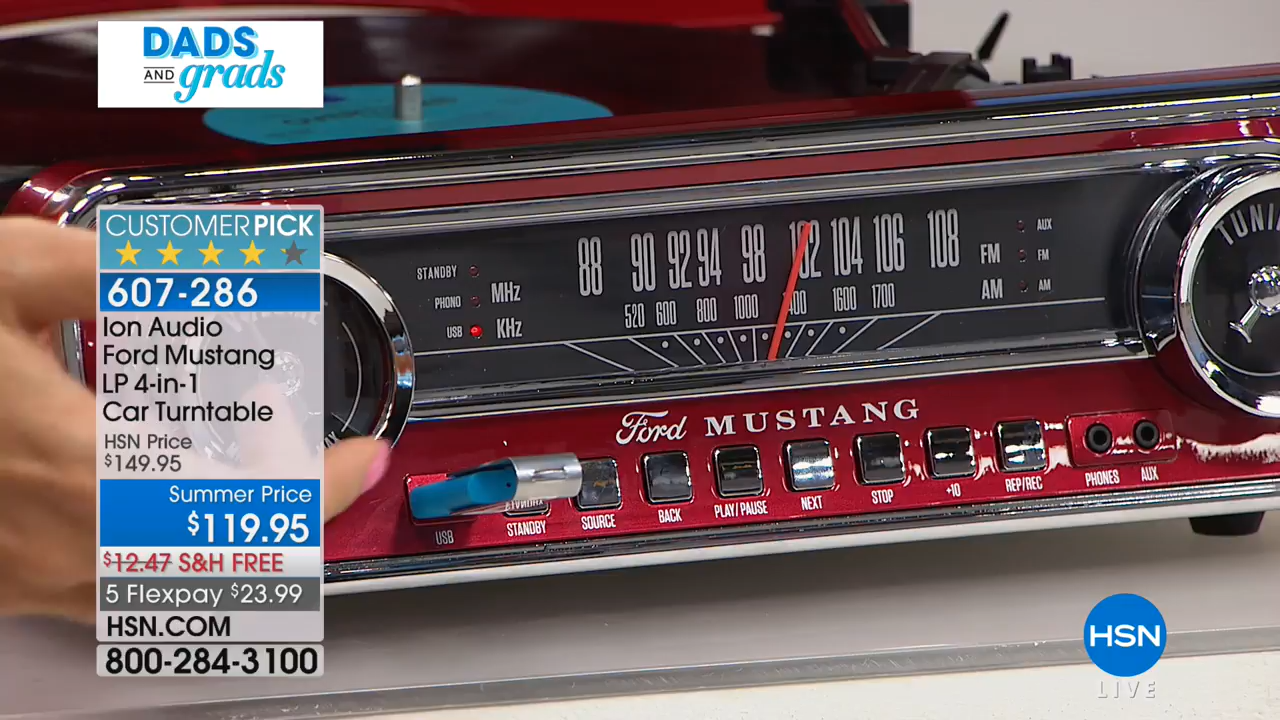 DADS
AND grads
CUSTOMER PICK
607-286
Ion Audio
Ford Mustang
LP 4-in-1
Car Turntable
HSN Price
$149.95
Summer Price
$119.95
$12.47 S&H FREE
5 Flexpay $23.99
HSN.COM
800-284-3100
STANDBY
PHONO
USB
MHz
KHz
88 90 92 94 98 102 104 106 108
520 600 800 1000 1600 1700
FM
AM
AUX
FM
AM
TUNING
Ford MUSTANG
USB
STANDBY
SOURCE
BACK
PLAY/PAUSE
NEXT
STOP
+10
REP/REC
PHONES
AUX
HSN
LIVE